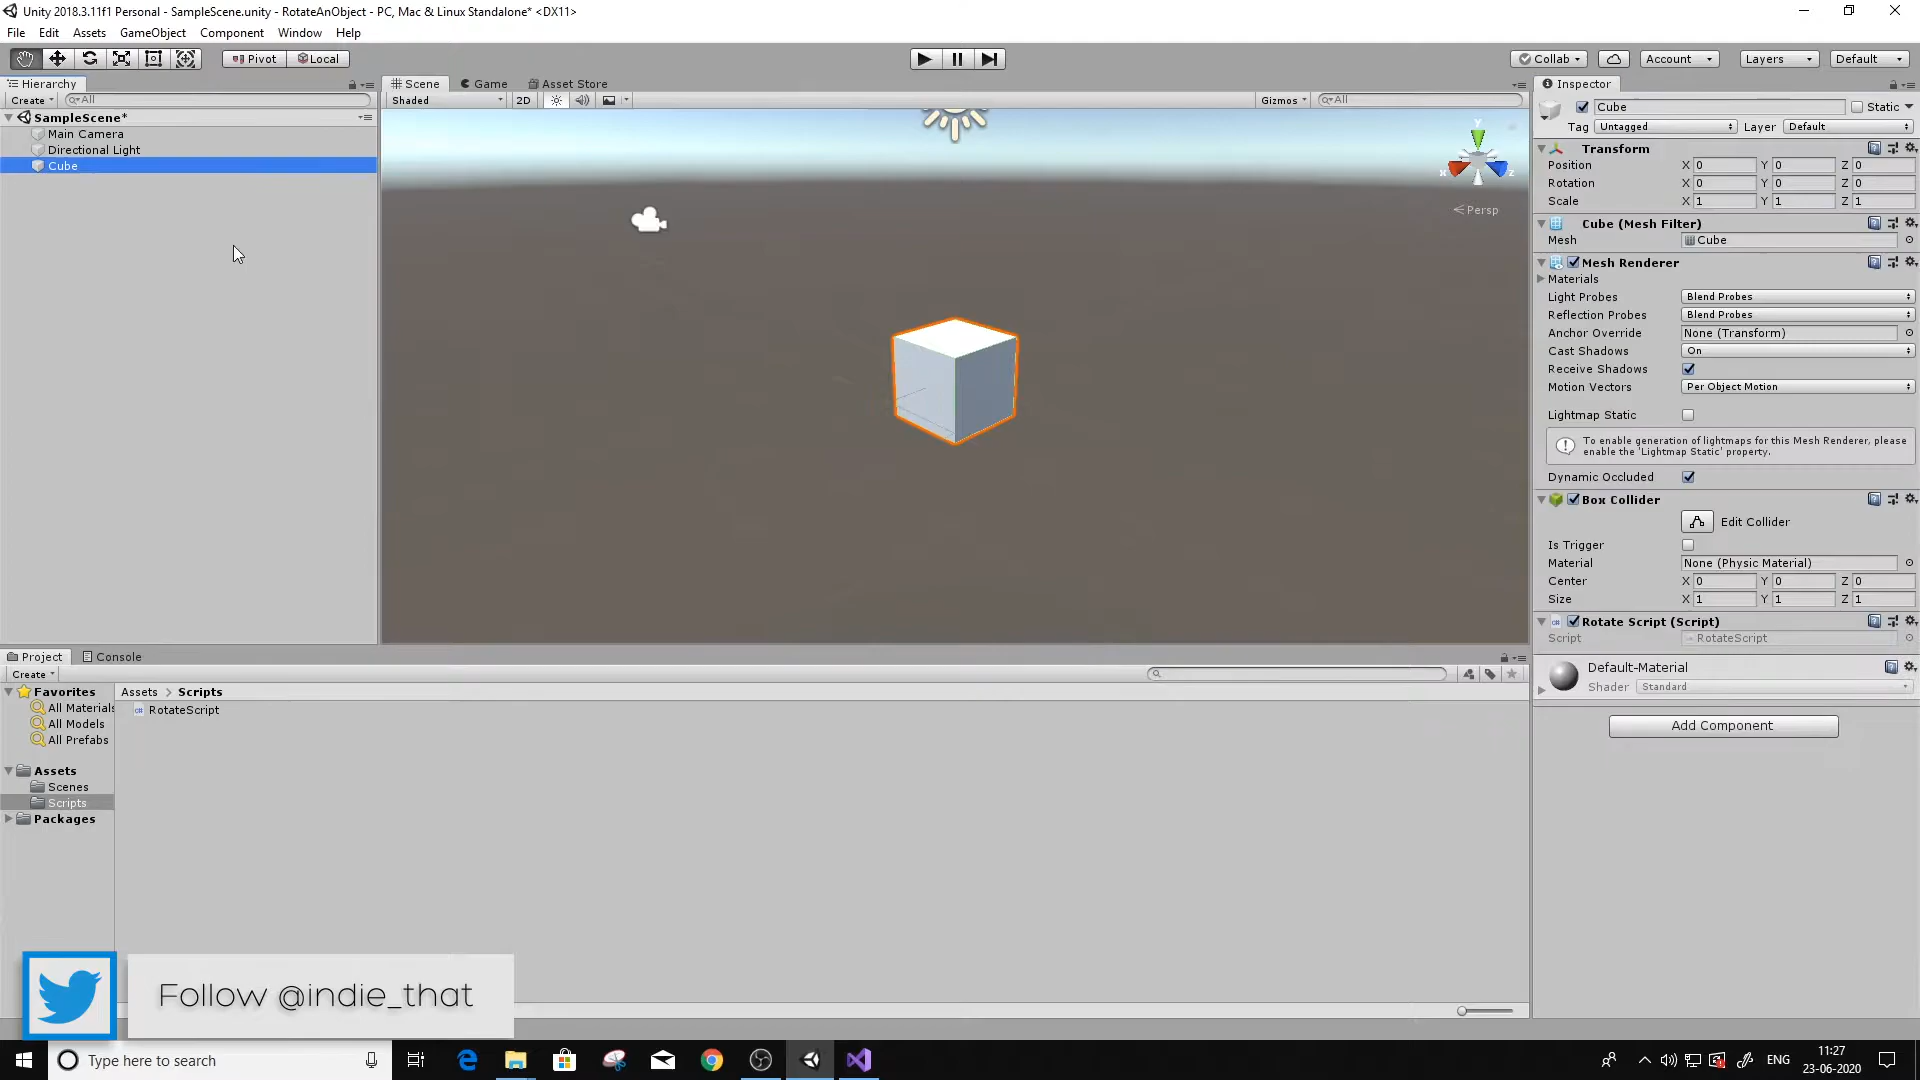 Unity 2018.3.11f1 Personal - SampleScene.unity - RotateAnObject - PC, Mac & Linux Standalone* <DX11>
File Edit Assets GameObject Component Window Help
Pivot Local
Collab Account Layers Default
Hierarchy
Scene Game Asset Store
Inspector
Create All
Shaded 2D Gizmos All
Cube Static
SampleScene*
Tag Untagged Layer Default
Main Camera
Directional Light
Cube
Transform
Position X 0 Y 0 Z 0
Rotation X 0 Y 0 Z 0
Scale X 1 Y 1 Z 1
y
x z
Persp
Cube (Mesh Filter)
Mesh Cube
Mesh Renderer
Materials
Light Probes Blend Probes
Reflection Probes Blend Probes
Anchor Override None (Transform)
Cast Shadows On
Receive Shadows
Motion Vectors Per Object Motion
Lightmap Static
To enable generation of lightmaps for this Mesh Renderer, please
enable the 'Lightmap Static' property.
Dynamic Occluded
Box Collider
Edit Collider
Is Trigger
Material None (Physic Material)
Center X 0 Y 0 Z 0
Size X 1 Y 1 Z 1
Rotate Script (Script)
Script RotateScript
Default-Material
Shader Standard
Add Component
Project Console
Create
Favorites
All Materials
All Models
All Prefabs
Assets
Scenes
Scripts
Packages
Assets > Scripts
RotateScript
Follow @indie_that
Type here to search
ENG
11:27
23-06-2020